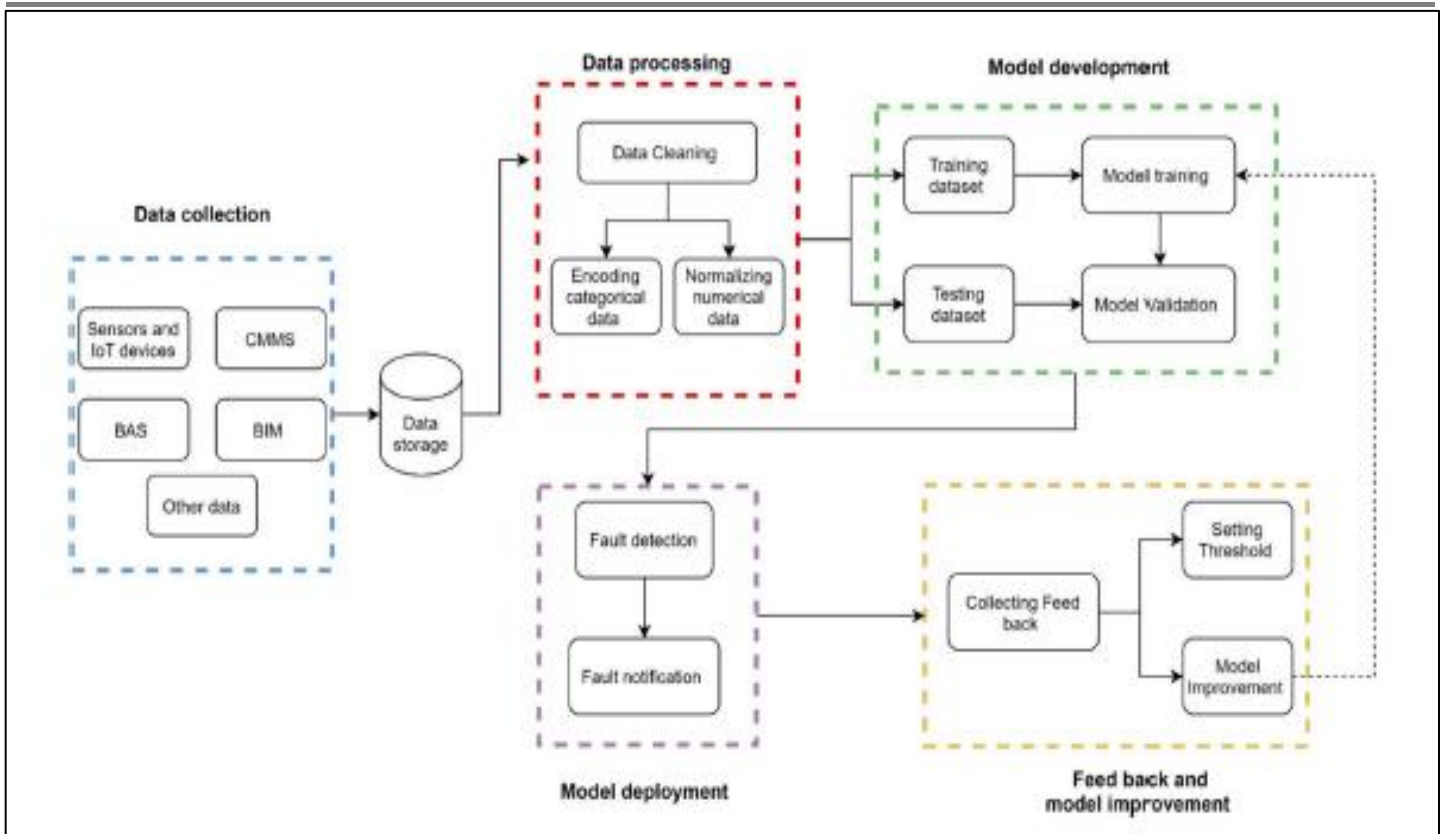 Data processing
Model development
Data Cleaning
Training
dataset
Model training
Data collection
Encoding
categorical
data
Normalizing
numerical
data
Testing
dataset
Model Validation
Sensors and
IoT devices
CMMS
BAS
BIM
Data
storage
Other data
Fault detection
Setting
Threshold
Collecting Feed
back
Fault notification
Model
Improvement
Model deployment
Feed back and
model improvement